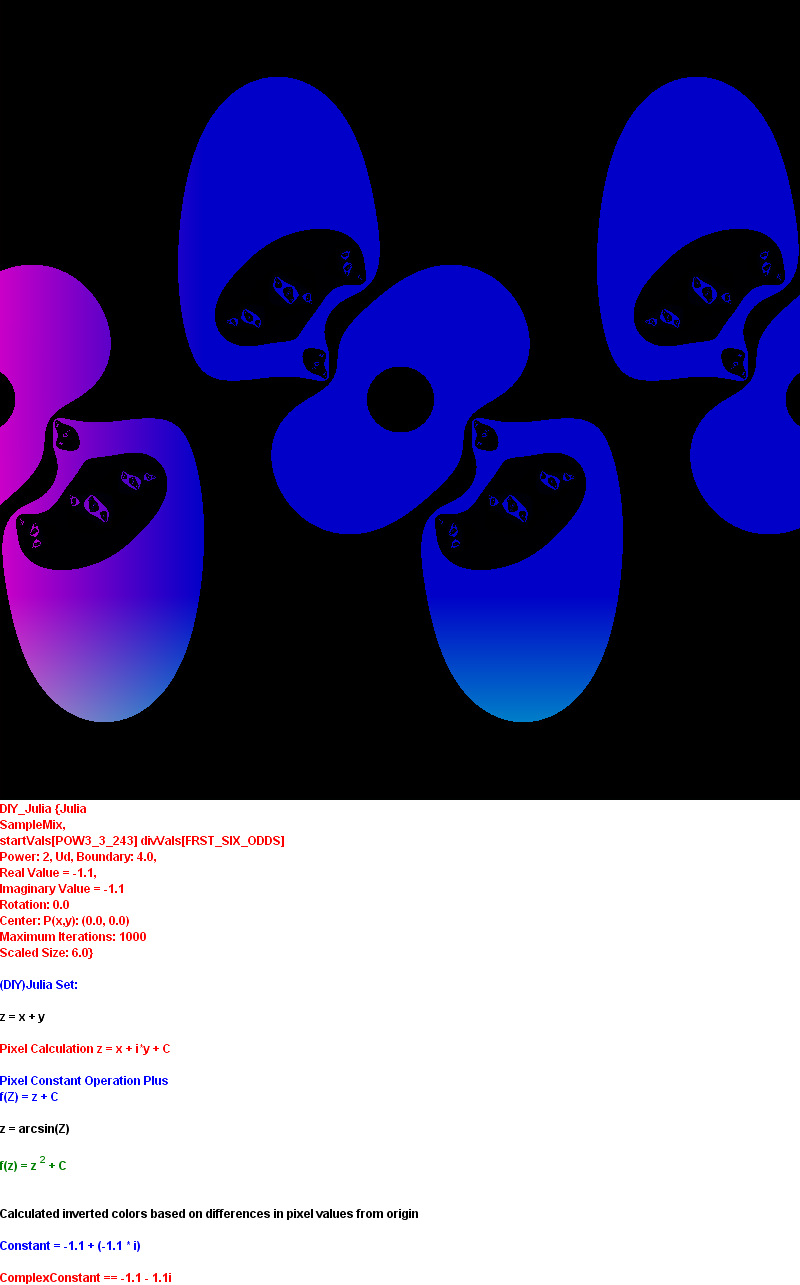 DIY_Julia {Julia
SampleMix,
startVals[POW3_3_243] divVals[FRST_SIX_ODDS]
Power: 2, Ud, Boundary: 4.0,
Real Value = -1.1,
Imaginary Value = -1.1
Rotation: 0.0
Center: P(x,y): (0.0, 0.0)
Maximum Iterations: 1000
Scaled Size: 6.0}
(DIY)Julia Set:
z = x + y
Pixel Calculation z = x + i*y + C
Pixel Constant Operation Plus
f(Z) = z + C
z = arcsin(Z)
f(z) = z 2 + C
Calculated inverted colors based on differences in pixel values from origin
Constant = -1.1 + (-1.1 * i)
ComplexConstant == -1.1 - 1.1i